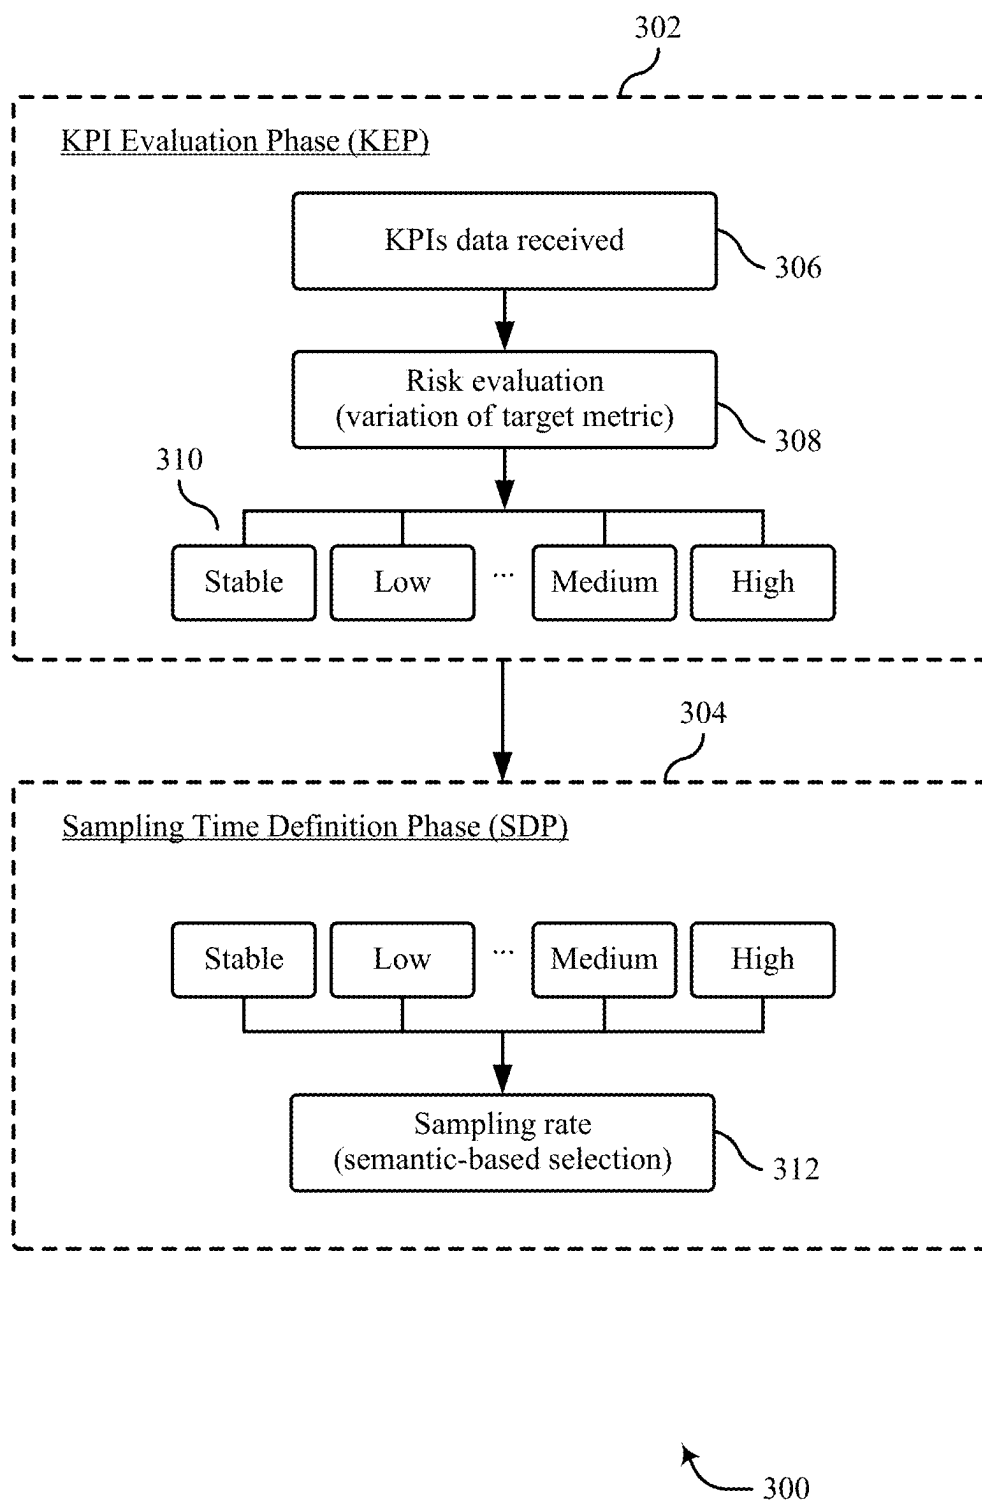 302
KPI Evaluation Phase (KEP)
KPIs data received
306
Risk evaluation
(variation of target metric)
308
310
Stable Low ... Medium High
304
Sampling Time Definition Phase (SDP)
Stable Low ... Medium High
Sampling rate
(semantic-based selection)
312
300